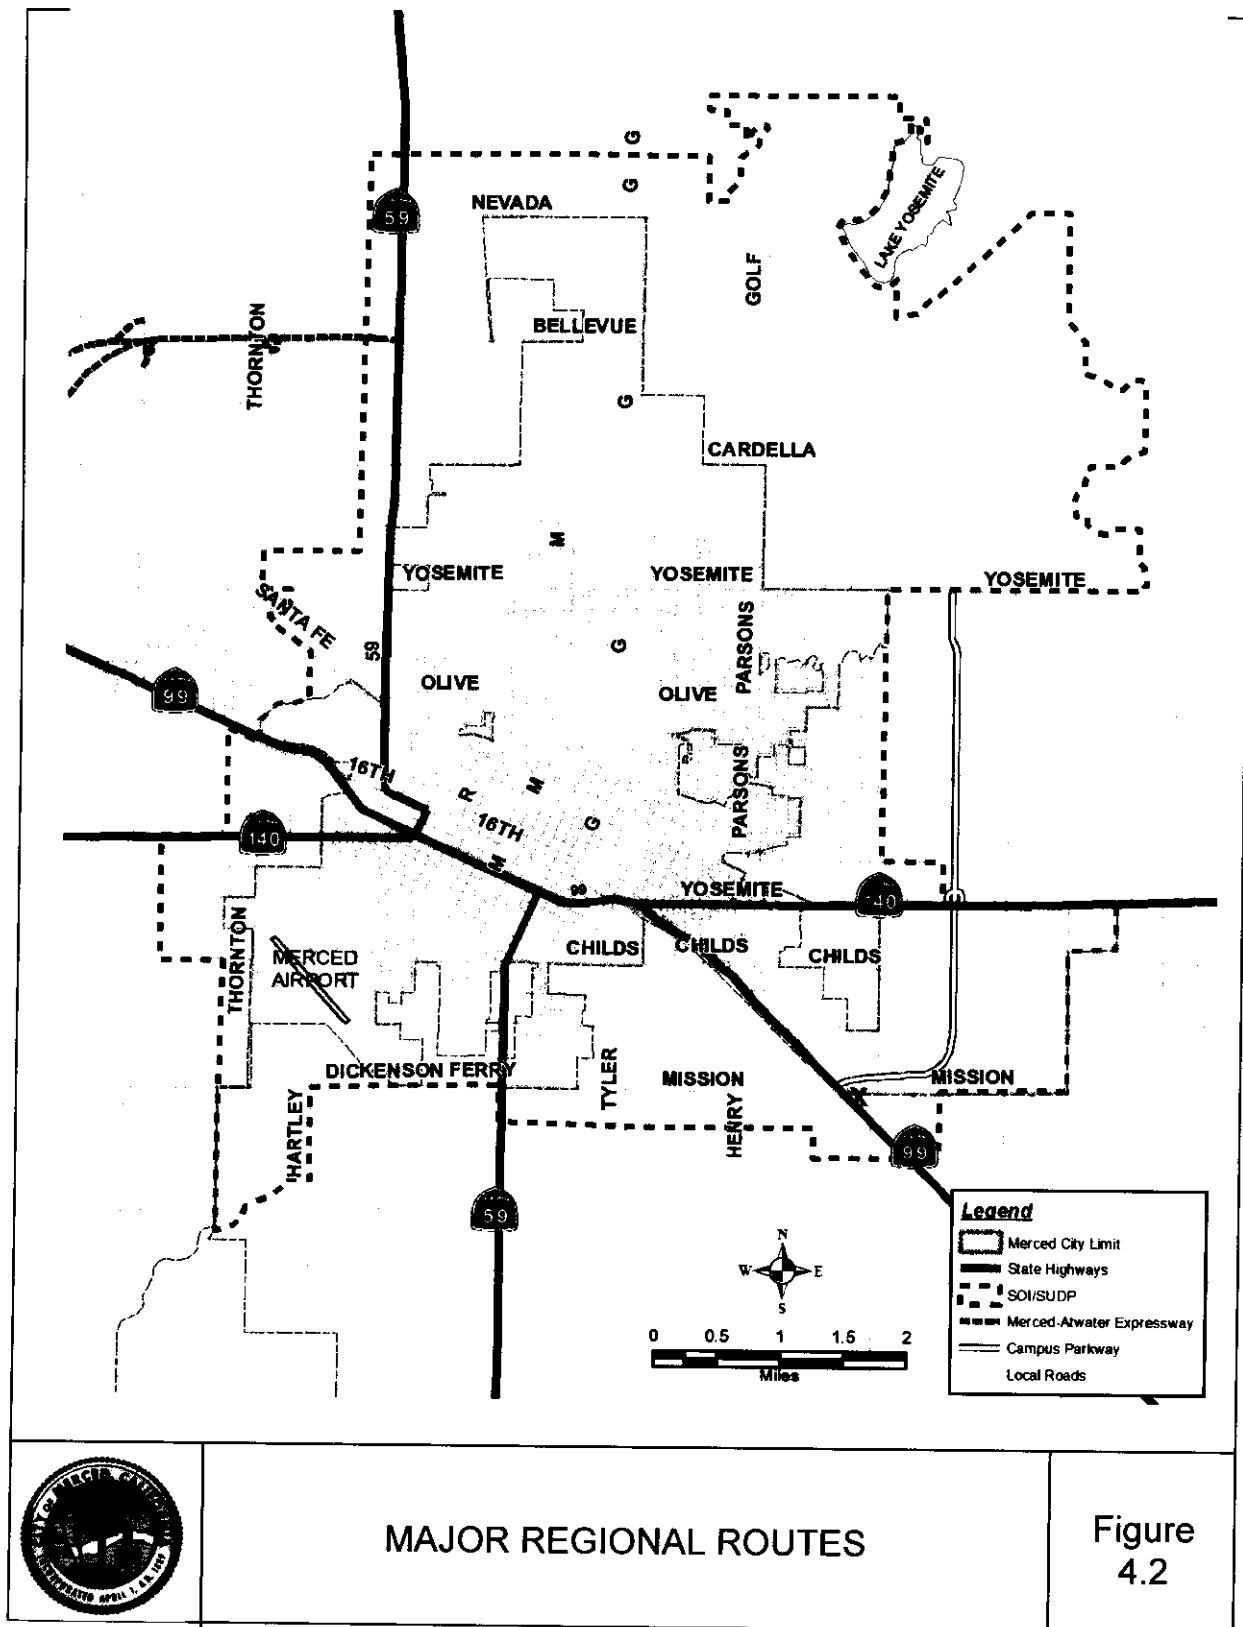 G
G
59
NEVADA
LAKE YOSEMITE
GOLF
THORNTON
BELLEVUE
G
CARDELLA
M
YOSEMITE
YOSEMITE
YOSEMITE
SANTA FE
59
G
PARSONS
OLIVE
OLIVE
99
16TH
R
M
PARSONS
16TH
G
140
M
99
YOSEMITE
THORNTON
MERCED
AIRPORT
CHILDS
CHILDS
CHILDS
DICKENSON FERRY
TYLER
MISSION
MISSION
HARTLEY
HENRY
99
59
N
W E
S
0 0.5 1 1.5 2
Miles
Legend
Merced City Limit
State Highways
SOI/SUDP
Merced-Atwater Expressway
Campus Parkway
Local Roads
MAJOR REGIONAL ROUTES
Figure
4.2